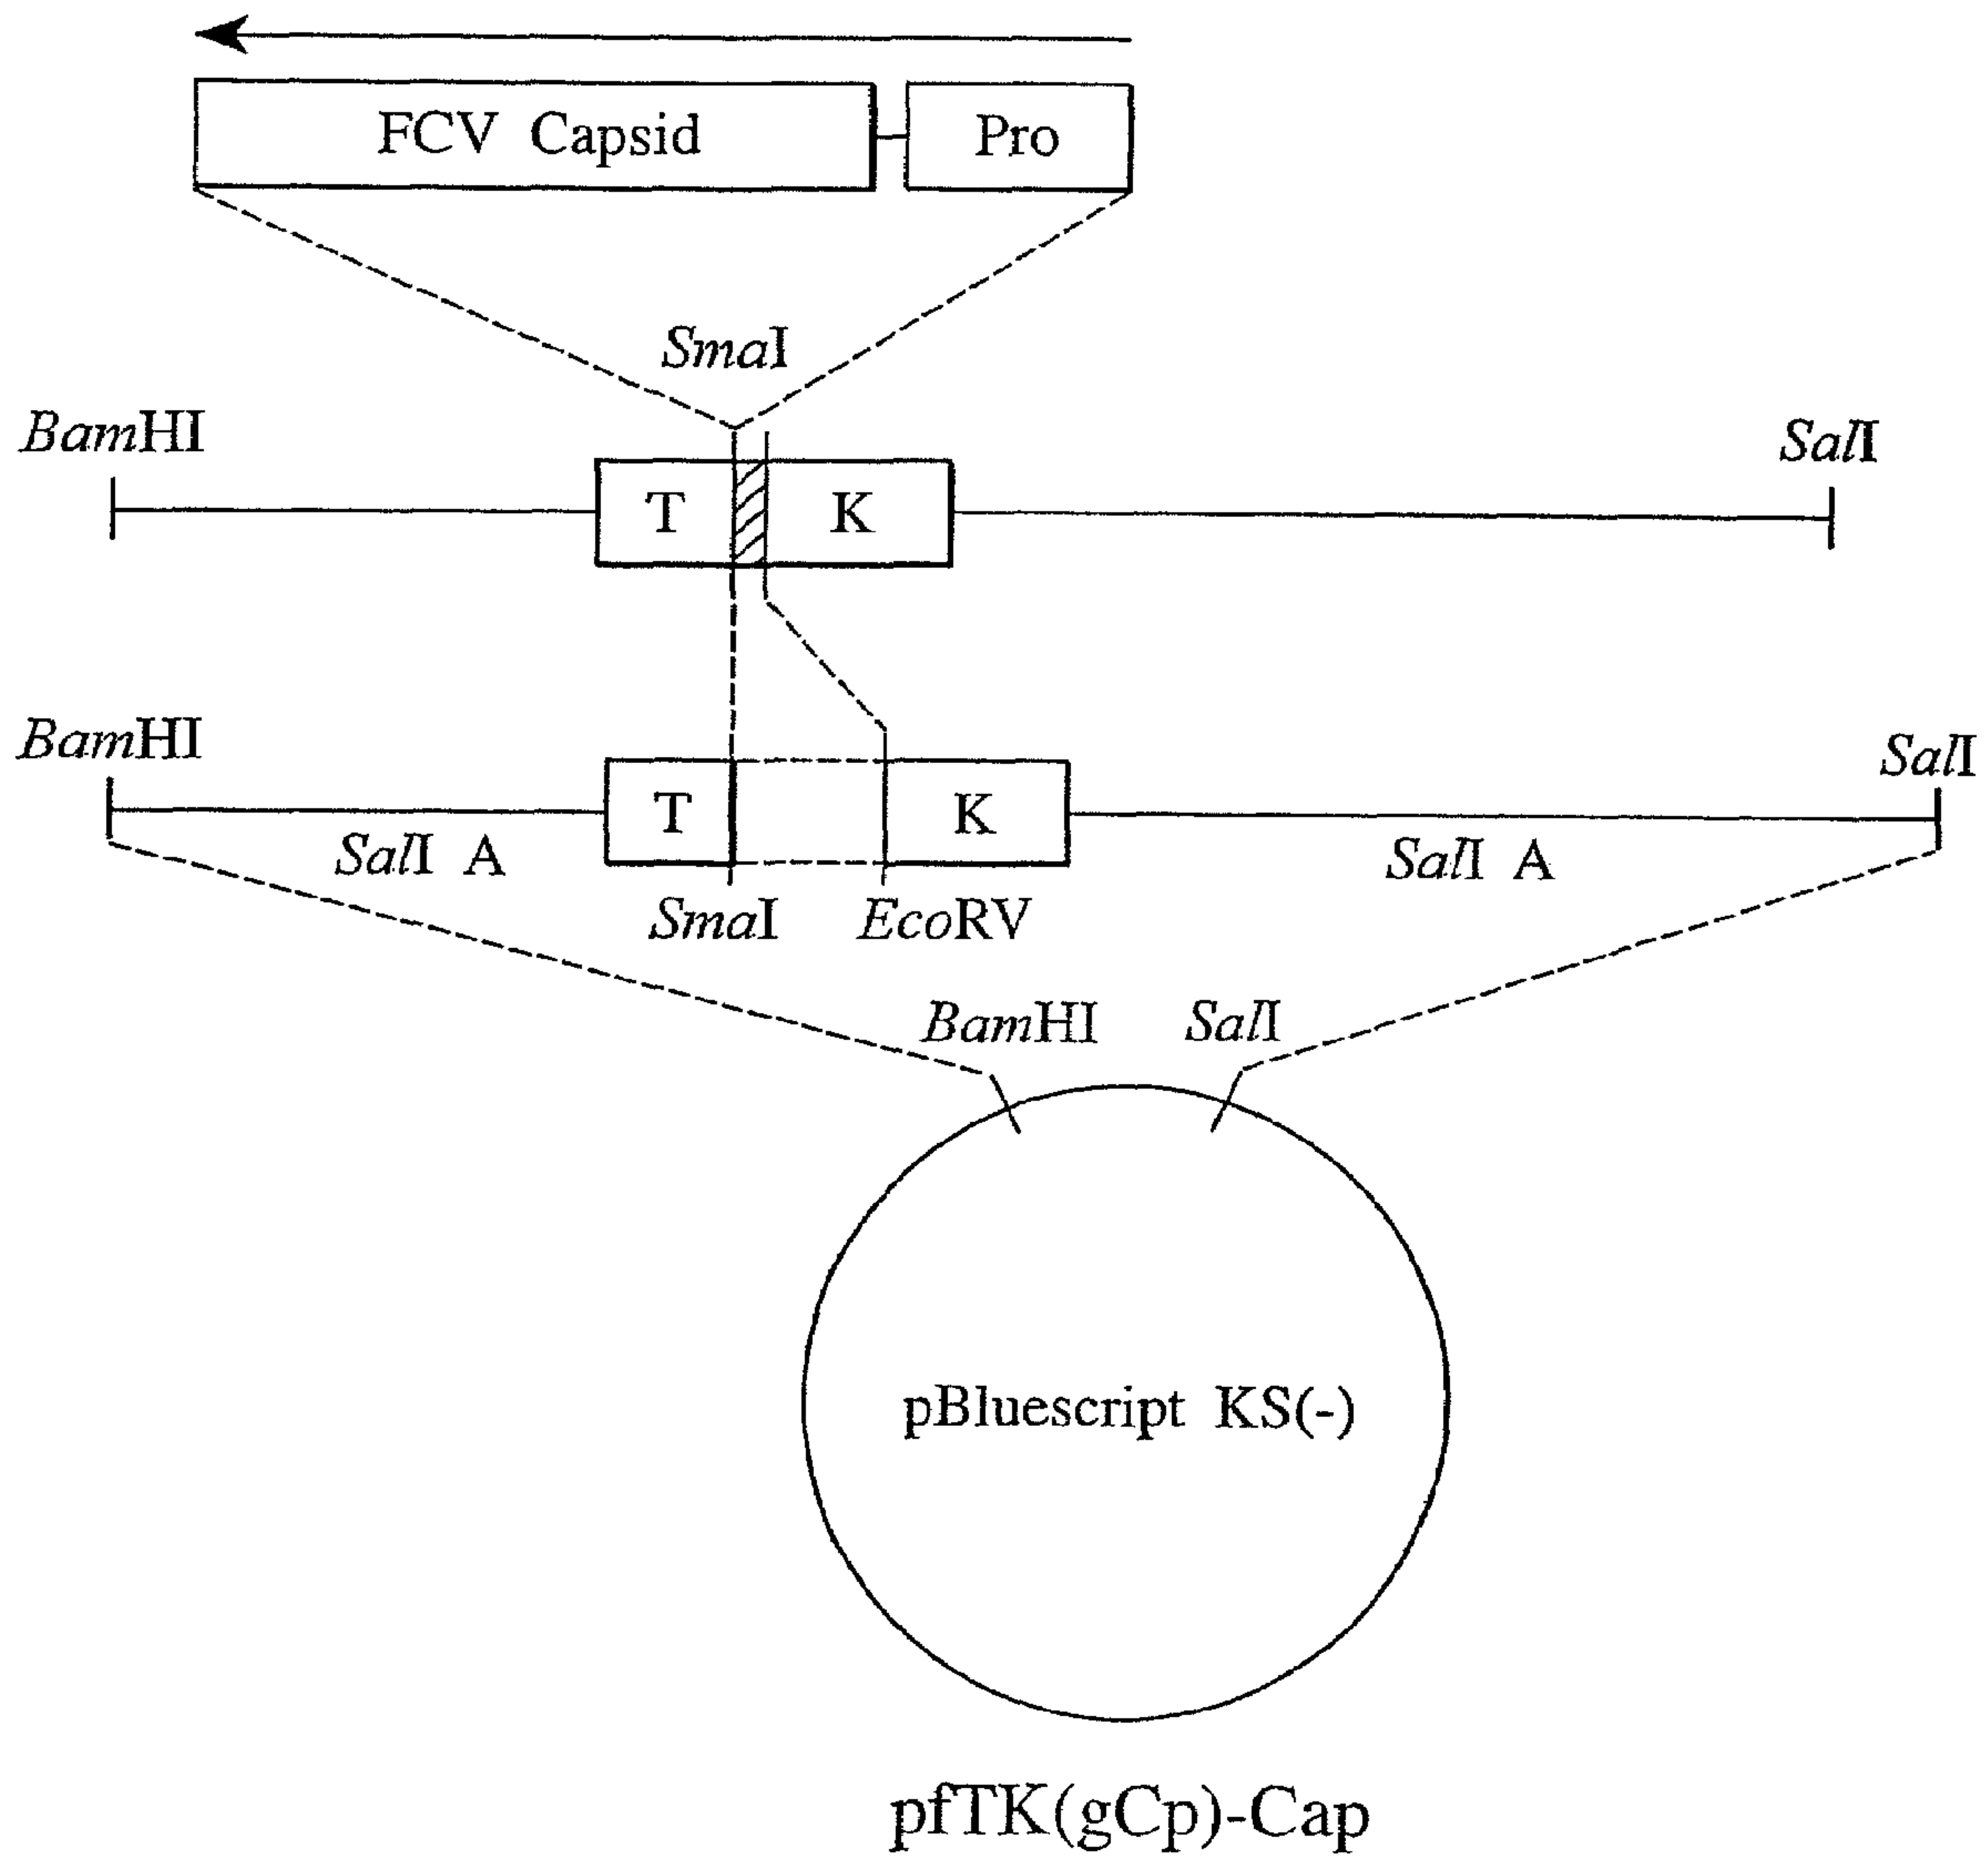 FCV Capsid
Pro
SmaI
BamHI
SalI
T
K
BamHI
SalI
T
K
SalI A
SalI A
SmaI
EcoRV
BamHI
SalI
pBluescript KS(-)
pfTK(gCp)-Cap